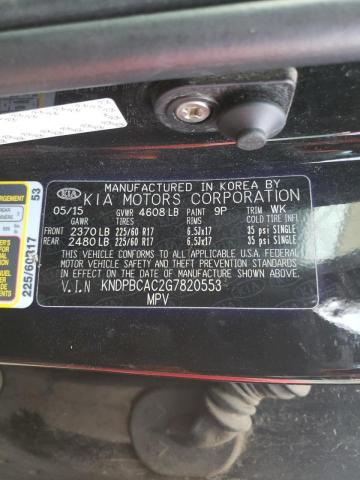 MANUFACTURED IN KOREA BY
KIA KIA MOTORS CORPORATION
05/15 GVWR 4608 LB PAINT 9P TRIM WK
GAWR TIRES RIMS COLD TIRE INFL
FRONT 2370 LB 225/60 R17 6.5Jx17 35 psi SINGLE
REAR 2480 LB 225/60 R17 6.5Jx17 35 psi SINGLE
THIS VEHICLE CONFORMS TO ALL APPLICABLE U.S.A. FEDERAL
MOTOR VEHICLE SAFETY AND THEFT PREVENTION STANDARDS
IN EFFECT ON THE DATE OF MANUFACTURE SHOWN ABOVE.
V.I.N KNDPBCAC2G7820553
MPV
53
225/60R17